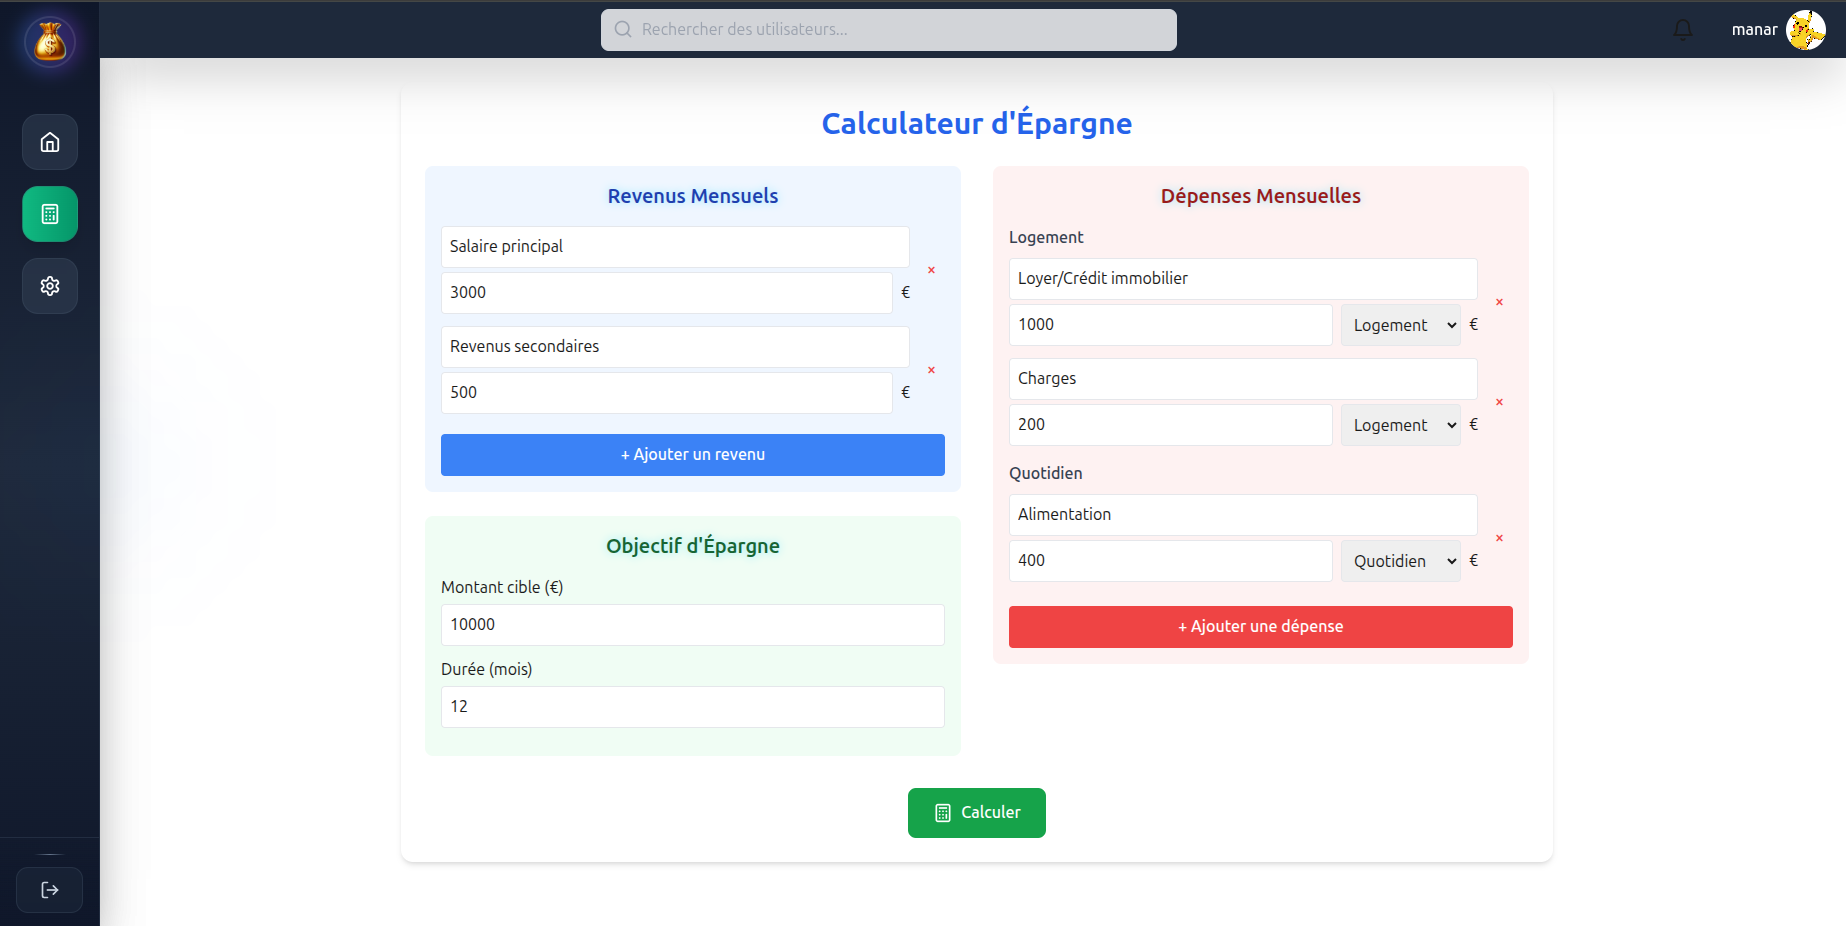 Rechercher des utilisateurs...
manar
Calculateur d'Épargne
Revenus Mensuels
Salaire principal
×
3000 €
Revenus secondaires
×
500 €
+ Ajouter un revenu
Objectif d'Épargne
Montant cible (€)
10000
Durée (mois)
12
Dépenses Mensuelles
Logement
Loyer/Crédit immobilier
×
1000 Logement €
Charges
×
200 Logement €
Quotidien
Alimentation
×
400 Quotidien €
+ Ajouter une dépense
Calculer